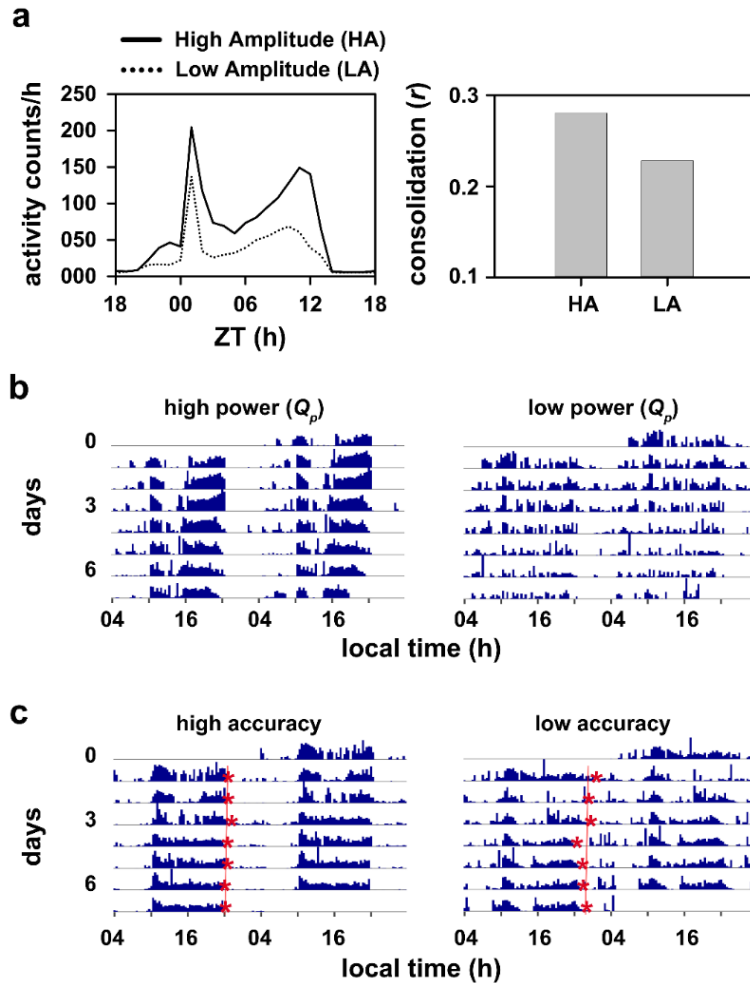 a
High Amplitude (HA)
Low Amplitude (LA)
activity counts/h
250
200
150
100
050
000
18 00 06 12 18
ZT (h)
consolidation (r)
0.3
0.2
0.1
HA LA
b
high power (Qp)
low power (Qp)
days
0
3
6
04 16 04 16
04 16 04 16
local time (h)
local time (h)
c
high accuracy
low accuracy
days
0
3
6
04 16 04 16
04 16 04 16
local time (h)
local time (h)